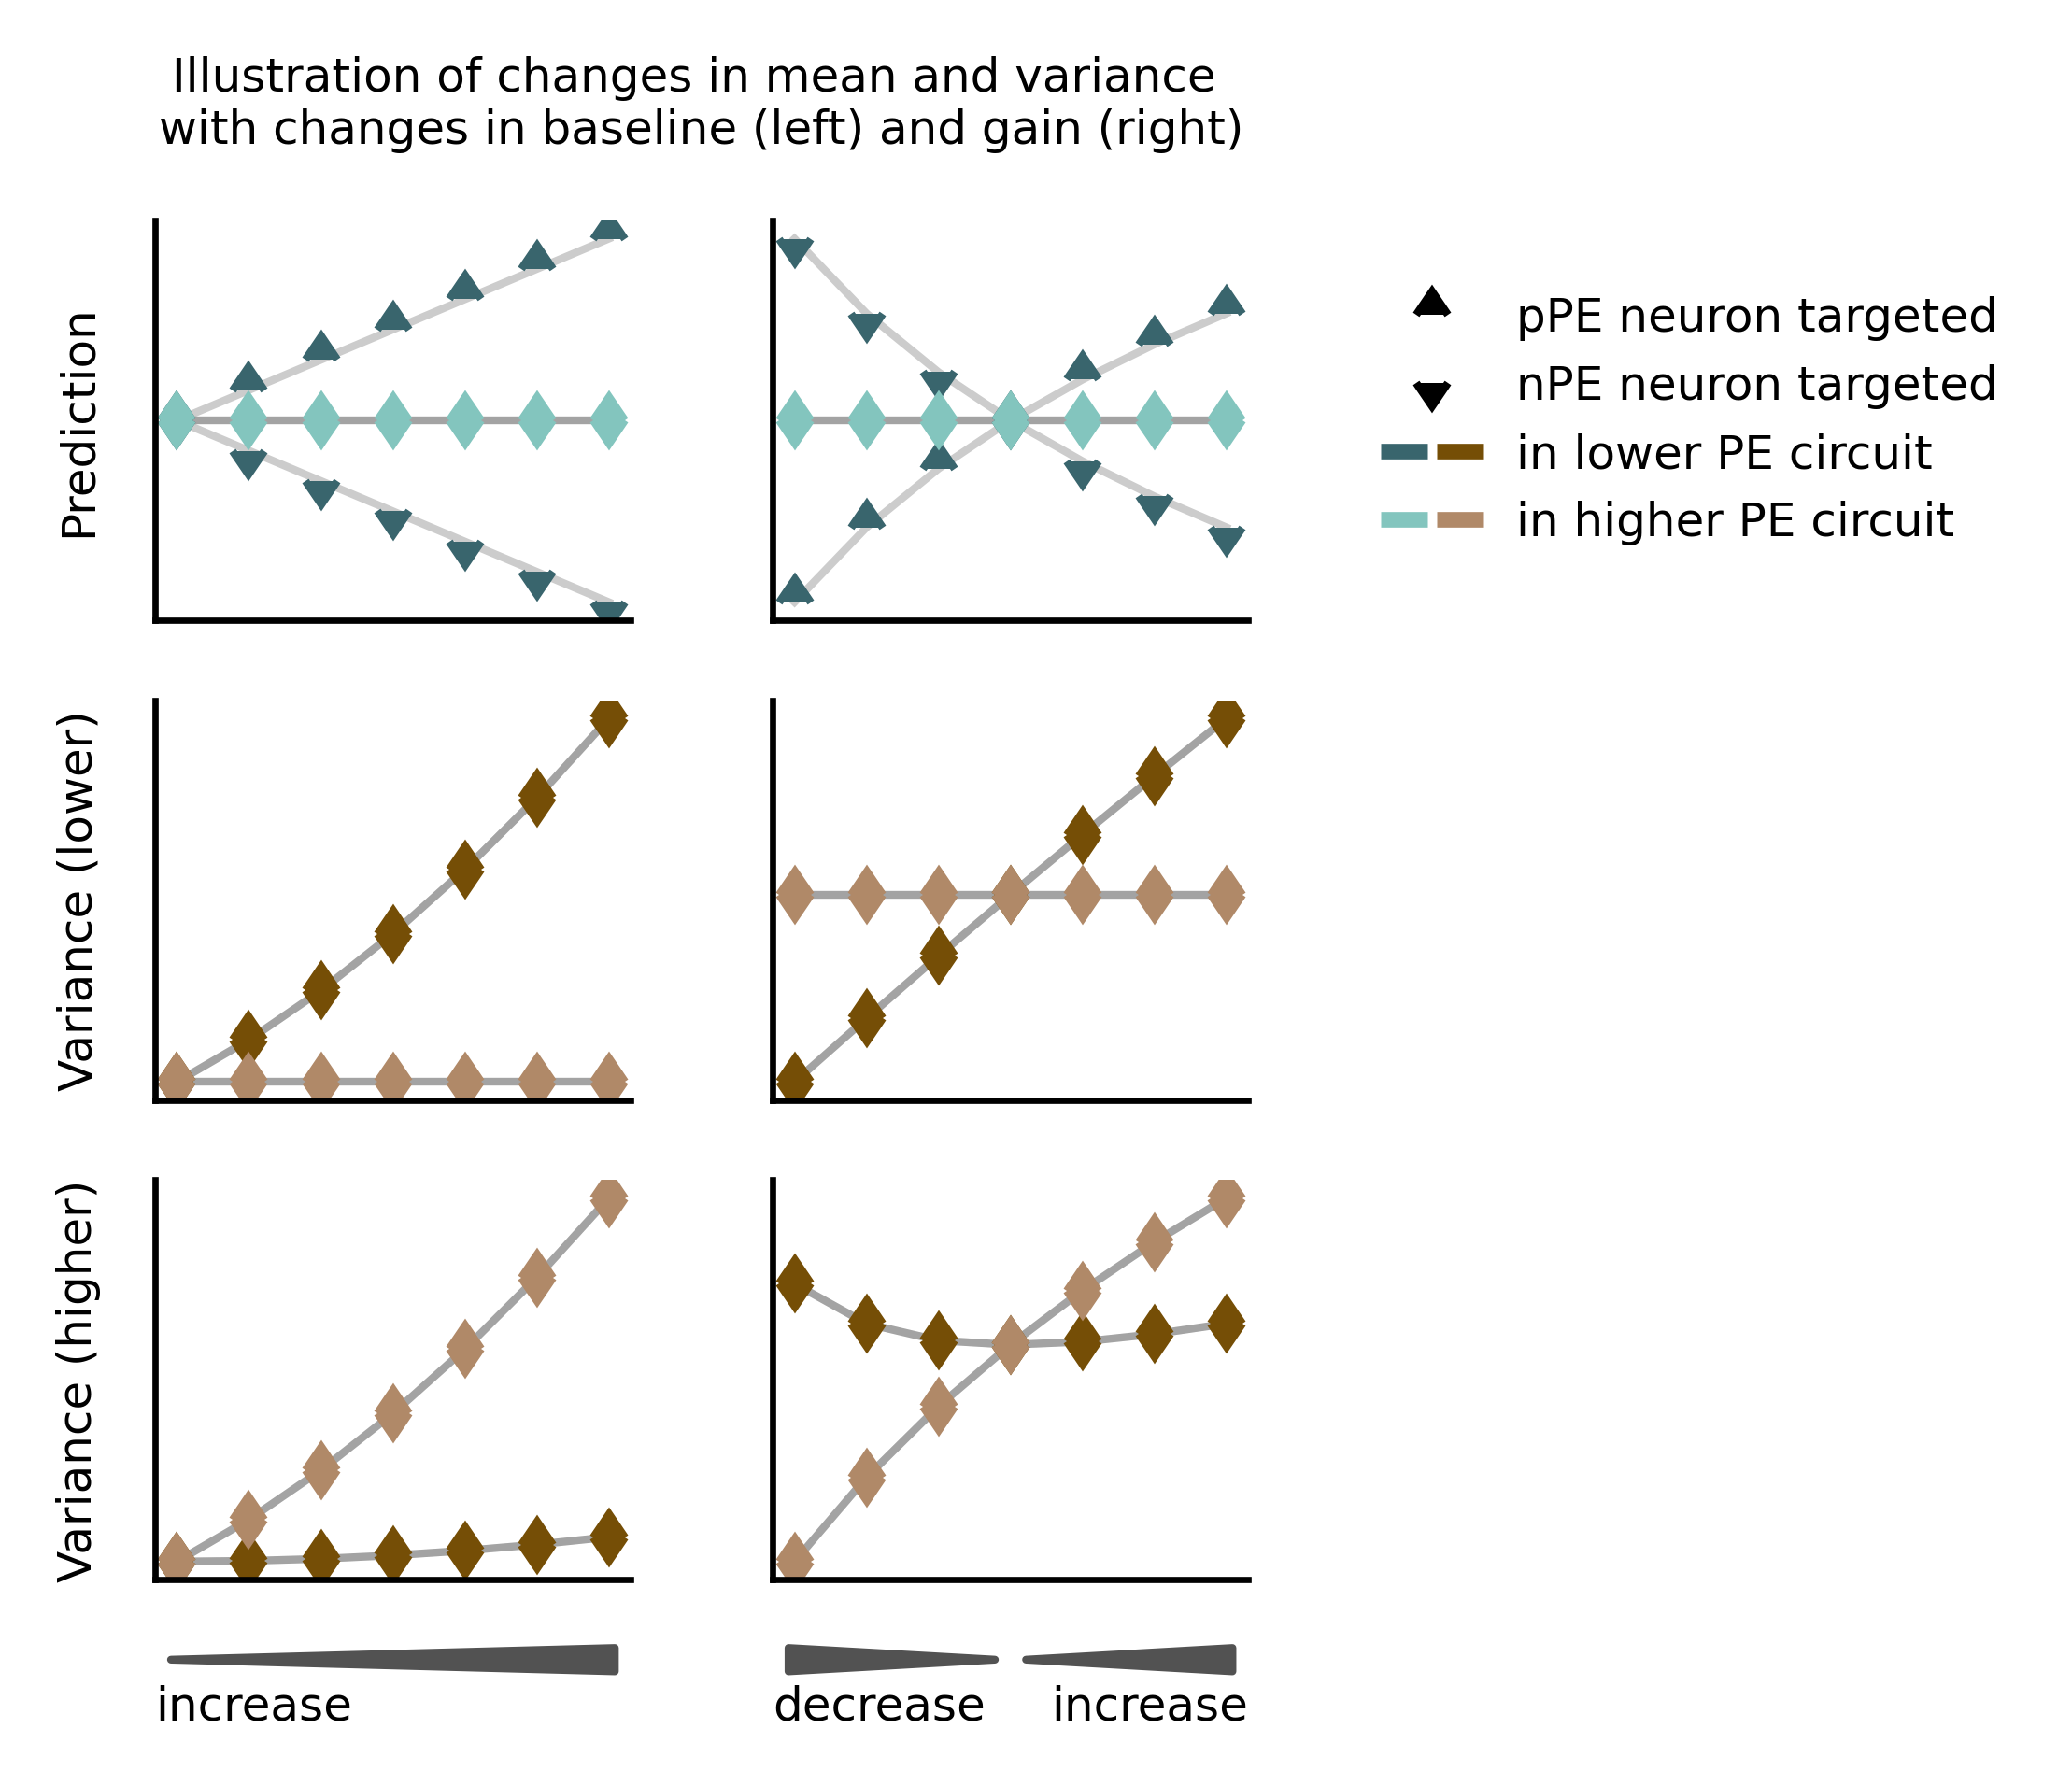 Illustration of changes in mean and variance
with changes in baseline (left) and gain (right)
Prediction
pPE neuron targeted
nPE neuron targeted
in lower PE circuit
in higher PE circuit
Variance (lower)
Variance (higher)
increase
decrease
increase